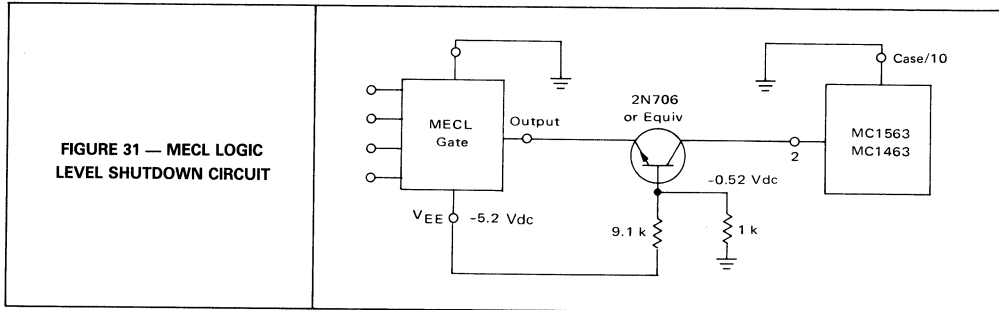 FIGURE 31 — MECL LOGIC
LEVEL SHUTDOWN CIRCUIT
MECL
Gate
Output
VEE
-5.2 Vdc
2N706
or Equiv
-0.52 Vdc
9.1 k
1 k
2
Case/10
MC1563
MC1463